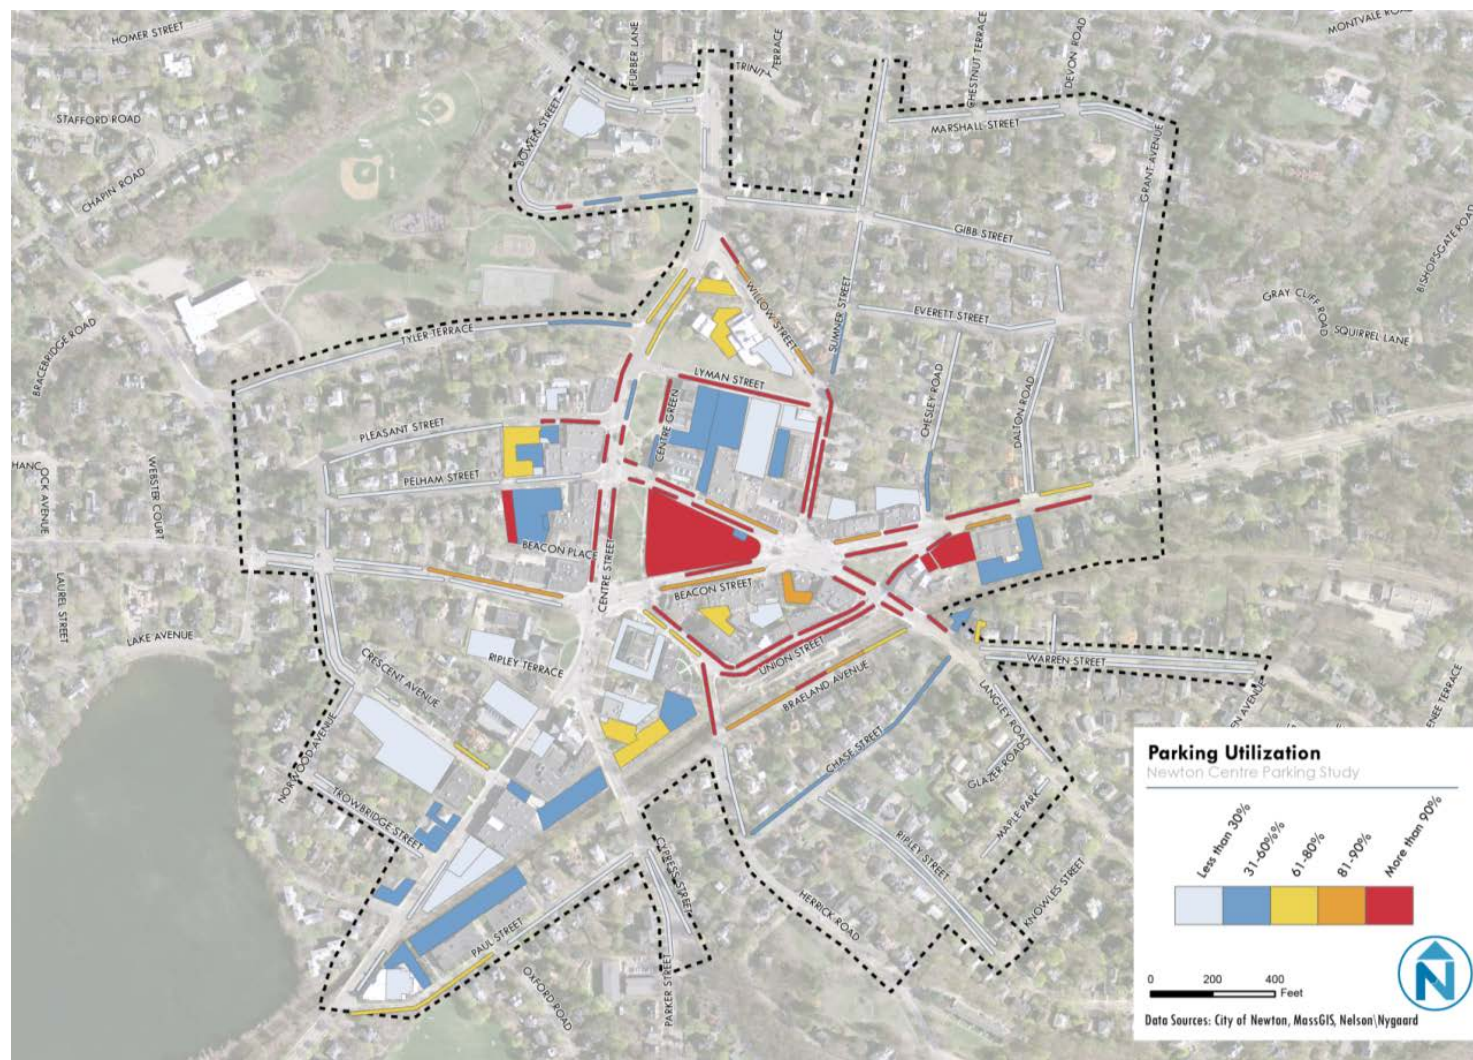 HOMER STREET
FURBER LANE
TRINITY
TERRACE
CHESTNUT TERRACE
DEVON ROAD
MONTVALE ROAD
STAFFORD ROAD
BOWEN STREET
MARSHALL STREET
GRANT AVENUE
CHAPIN ROAD
GIBB STREET
BISHOPSGATE ROAD
WILLOW STREET
SUMNER STREET
EVERETT STREET
GRAY CLIFF ROAD
SQUIRREL LANE
BRACEBRIDGE ROAD
TYLER TERRACE
LYMAN STREET
CENTRE GREEN
CHESLEY ROAD
DALTON ROAD
PLEASANT STREET
PELHAM STREET
HANC
OCK AVENUE
WEBSTER COURT
BEACON PLACE
CENTRE STREET
BEACON STREET
LAUREL STREET
LAKE AVENUE
RIPLEY TERRACE
UNION STREET
BRAELAND AVENUE
WARREN STREET
CRESCENT AVENUE
LANGLEY ROAD
EN AVENUE
ENEE TERRACE
NORWOOD AVENUE
CHASE STREET
GLAZER ROAD
TROWBRIDGE STREET
MAPLE PARK
RIPLEY STREET
CYPRESS STREET
KNOWLES STREET
HERRICK ROAD
PAUL STREET
OXFORD ROAD
PARKER STREET
Parking Utilization
Newton Centre Parking Study
Less than 30%
31-60%%
61-80%
81-90%
More than 90%
0 200 400
Feet
N
Data Sources: City of Newton, MassGIS, Nelson\Nygaard